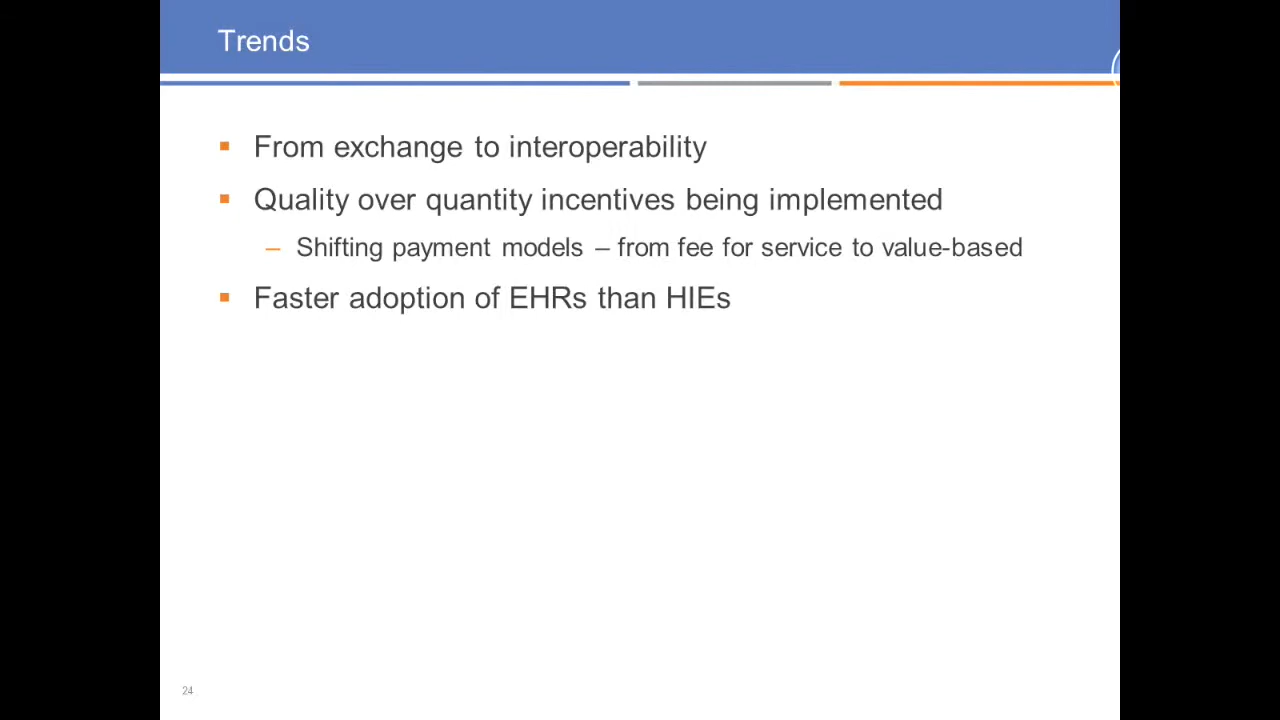 Trends
▪ From exchange to interoperability
▪ Quality over quantity incentives being implemented
– Shifting payment models – from fee for service to value-based
▪ Faster adoption of EHRs than HIEs
24